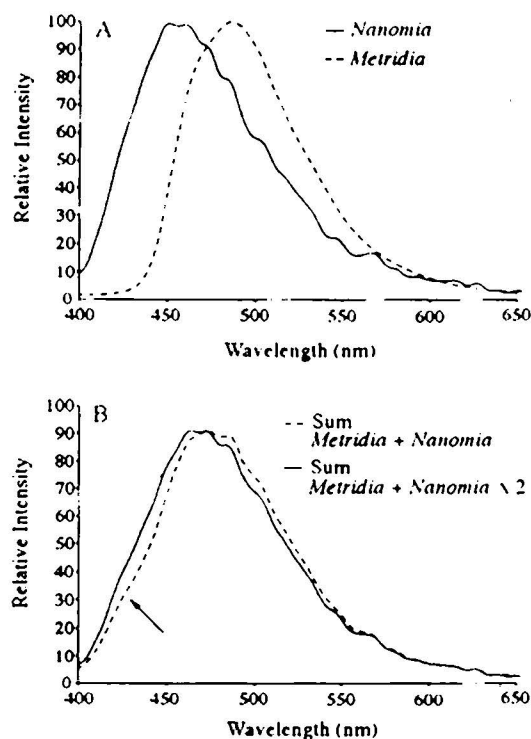 A
Nanomia
Metridia
Relative Intensity
100
90
80
70
60
50
40
30
20
10
0
400 450 500 550 600 650
Wavelength (nm)
B
Sum
Metridia + Nanomia
Sum
Metridia + Nanomia \ 2
Relative Intensity
100
90
80
70
60
50
40
30
20
10
0
400 450 500 550 600 650
Wavelength (nm)